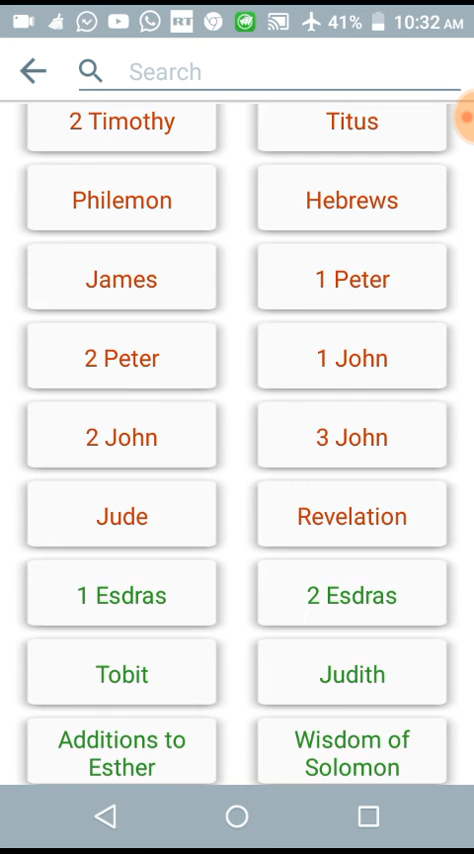 RT 41% 10:32 AM
Search
2 Timothy Titus
Philemon Hebrews
James 1 Peter
2 Peter 1 John
2 John 3 John
Jude Revelation
1 Esdras 2 Esdras
Tobit Judith
Additions to Esther
Wisdom of Solomon